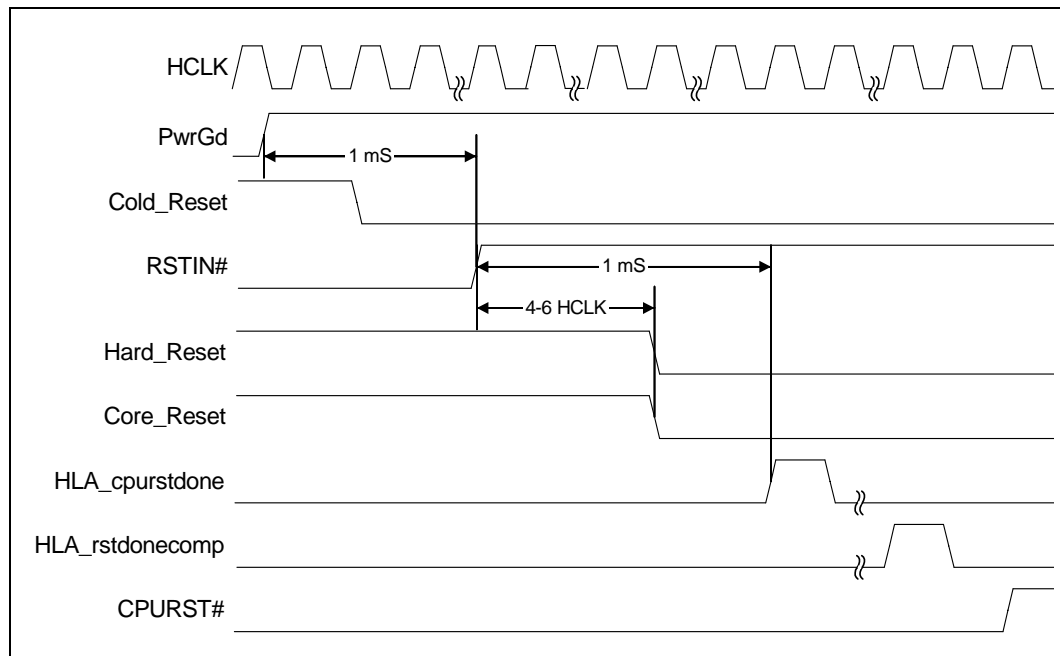 HCLK
PwrGd
1 mS
Cold_Reset
RSTIN#
1 mS
4-6 HCLK
Hard_Reset
Core_Reset
HLA_cpurstdone
HLA_rstdonecomp
CPURST#